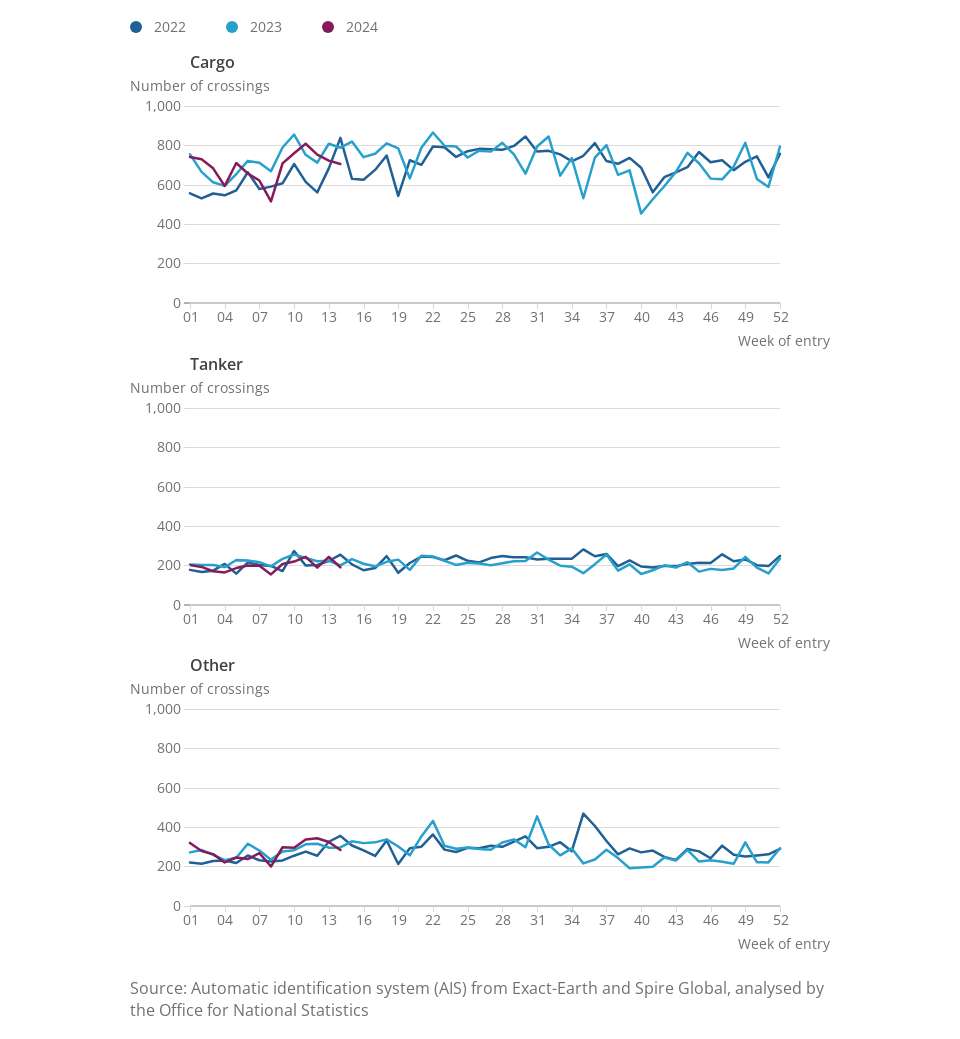 2022 2023 2024
Cargo
Number of crossings
1,000
800
600
400
200
0
01 04 07 10 13 16 19 22 25 28 31 34 37 40 43 46 49 52
Week of entry
Tanker
Number of crossings
1,000
800
600
400
200
0
01 04 07 10 13 16 19 22 25 28 31 34 37 40 43 46 49 52
Week of entry
Other
Number of crossings
1,000
800
600
400
200
0
01 04 07 10 13 16 19 22 25 28 31 34 37 40 43 46 49 52
Week of entry
Source: Automatic identification system (AIS) from Exact-Earth and Spire Global, analysed by
the Office for National Statistics